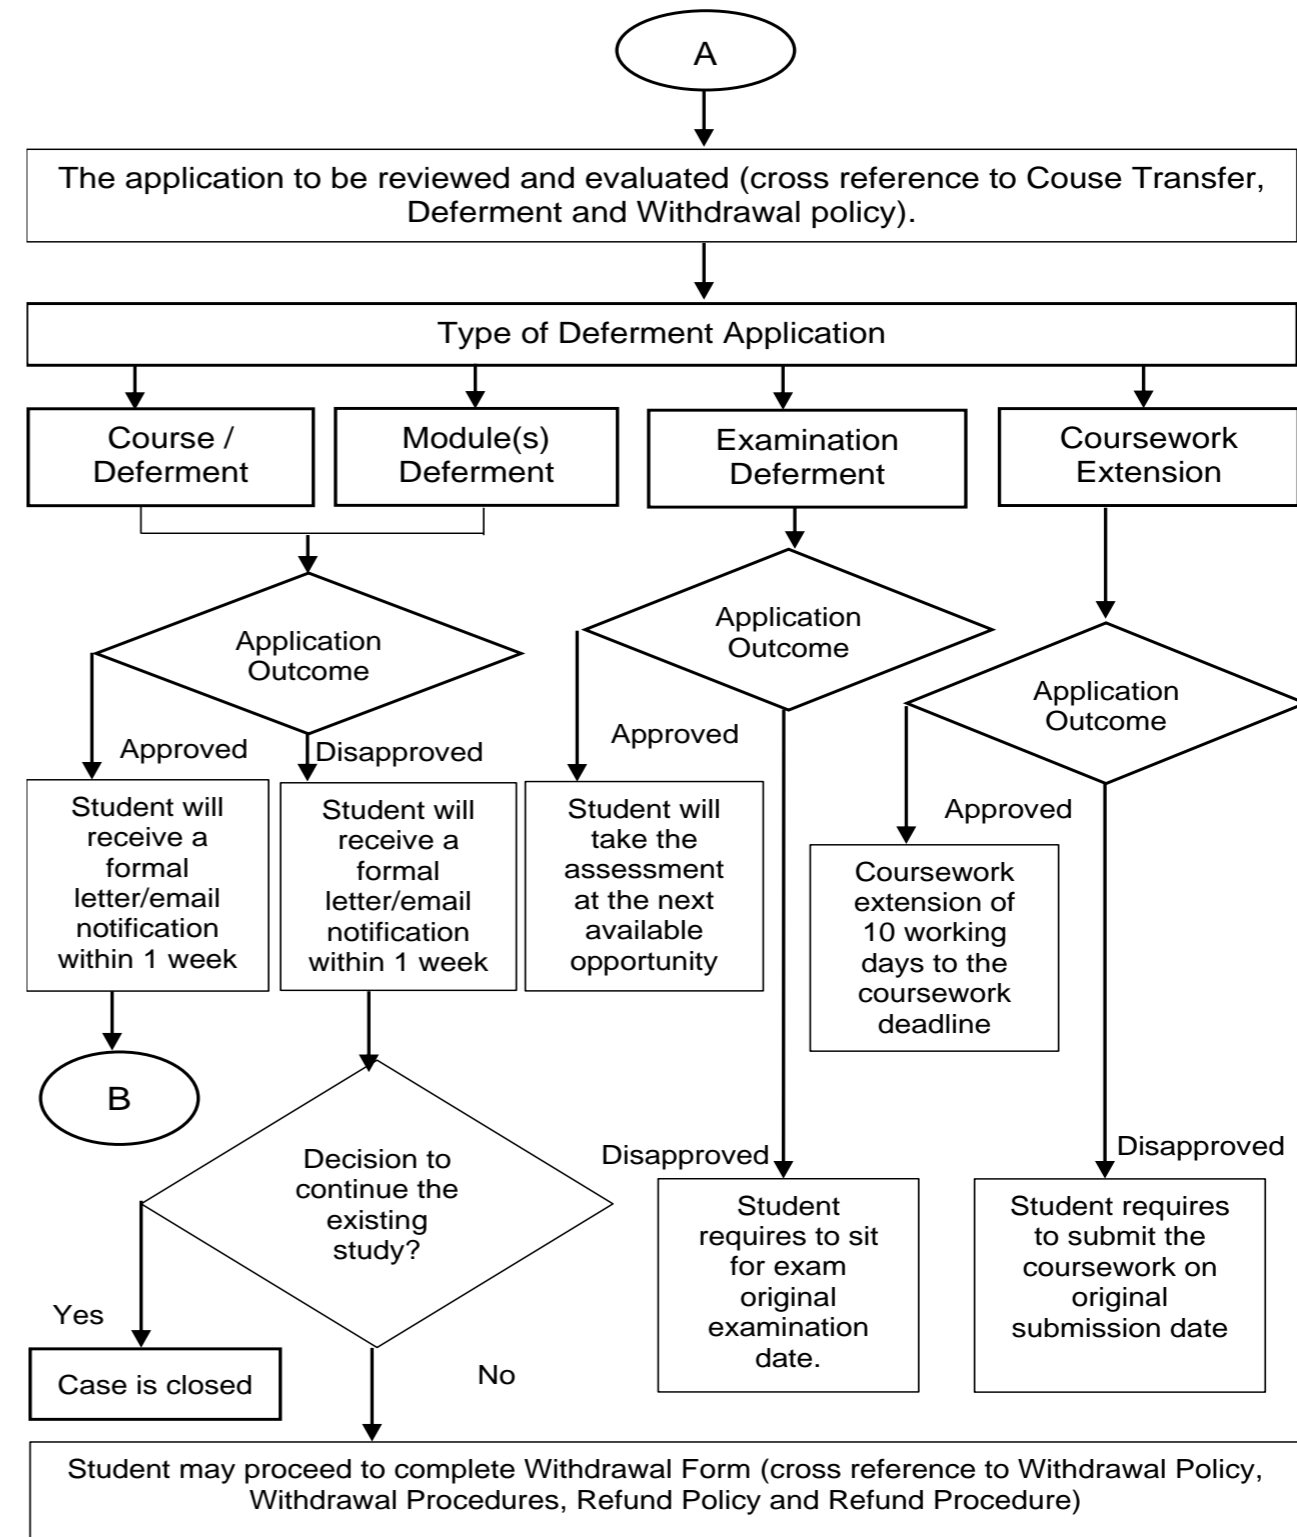 A
The application to be reviewed and evaluated (cross reference to Couse Transfer,
Deferment and Withdrawal policy).
Type of Deferment Application
Course /
Deferment
Module(s)
Deferment
Examination
Deferment
Coursework
Extension
Application
Outcome
Application
Outcome
Application
Outcome
Approved
Disapproved
Approved
Approved
Student will
receive a
formal
letter/email
notification
within 1 week
Student will
receive a
formal
letter/email
notification
within 1 week
Student will
take the
assessment
at the next
available
opportunity
Coursework
extension of
10 working
days to the
coursework
deadline
B
Decision to
continue the
existing
study?
Disapproved
Disapproved
Student
requires to sit
for exam
original
examination
date.
Student requires
to submit the
coursework on
original
submission date
Yes
No
Case is closed
Student may proceed to complete Withdrawal Form (cross reference to Withdrawal Policy,
Withdrawal Procedures, Refund Policy and Refund Procedure)